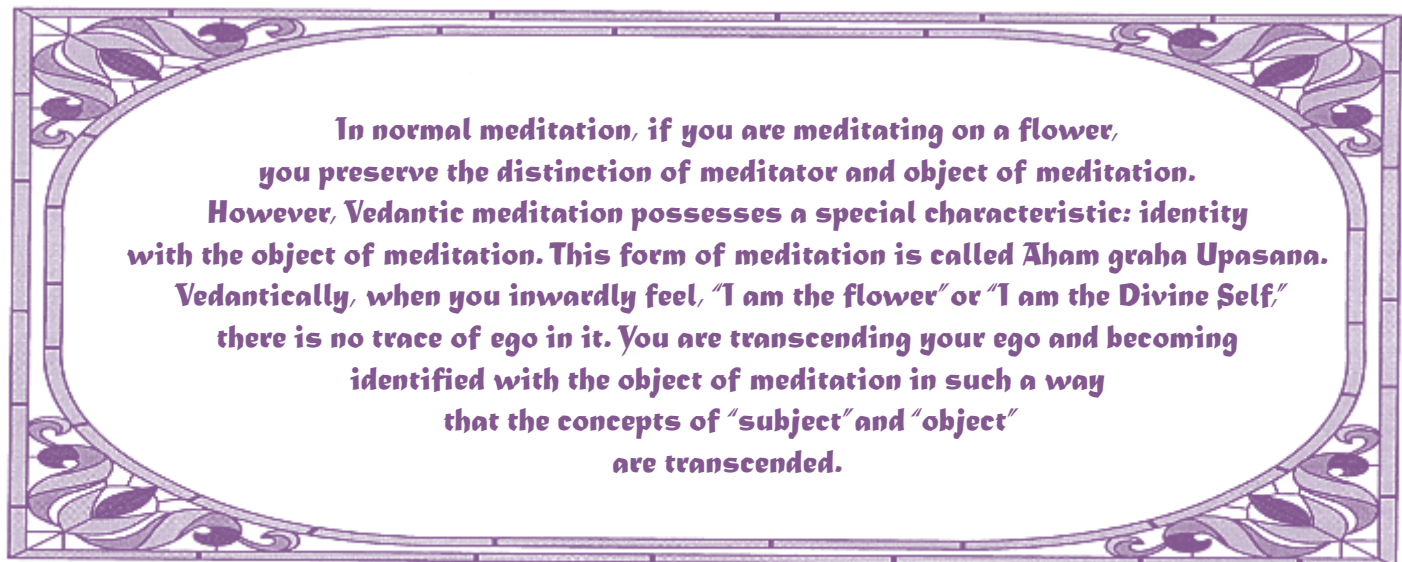 In normal meditation, if you are meditating on a flower,
you preserve the distinction of meditator and object of meditation.
However, Vedantic meditation possesses a special characteristic: identity
with the object of meditation. This form of meditation is called Aham graha Upasana.
Vedantically, when you inwardly feel, “I am the flower” or “I am the Divine Self,”
there is no trace of ego in it. You are transcending your ego and becoming
identified with the object of meditation in such a way
that the concepts of “subject” and “object”
are transcended.